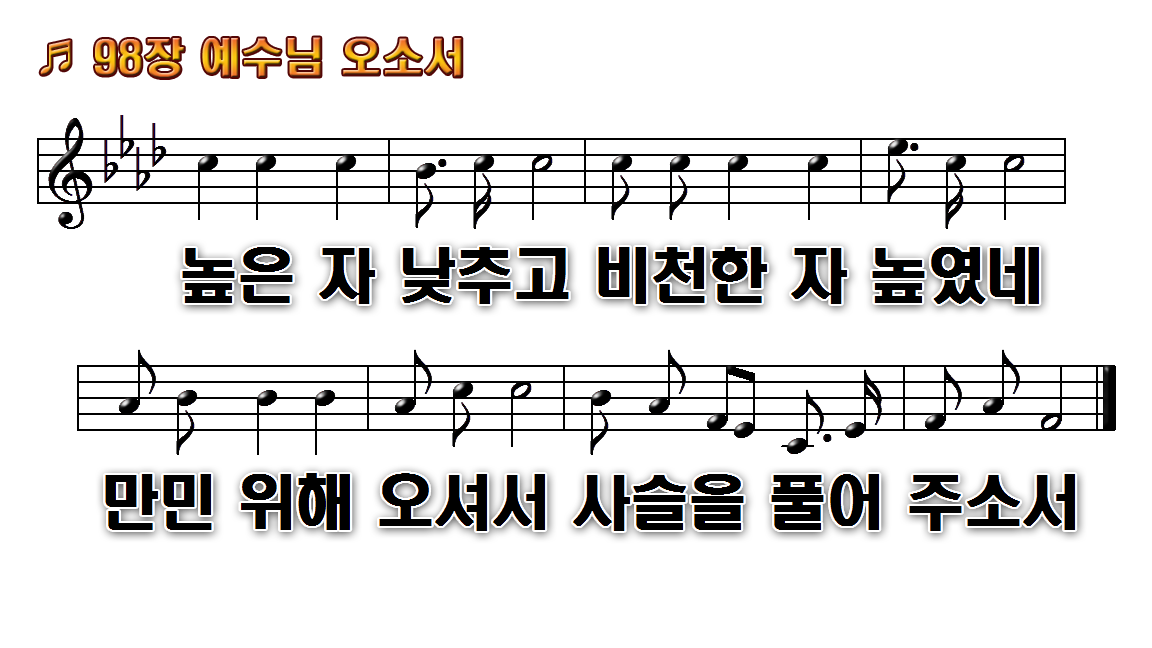 ♬ 98장 예수님 오소서
높은 자 낮추고 비천한 자 높였네
만민 위해 오셔서 사슬을 풀어 주소서